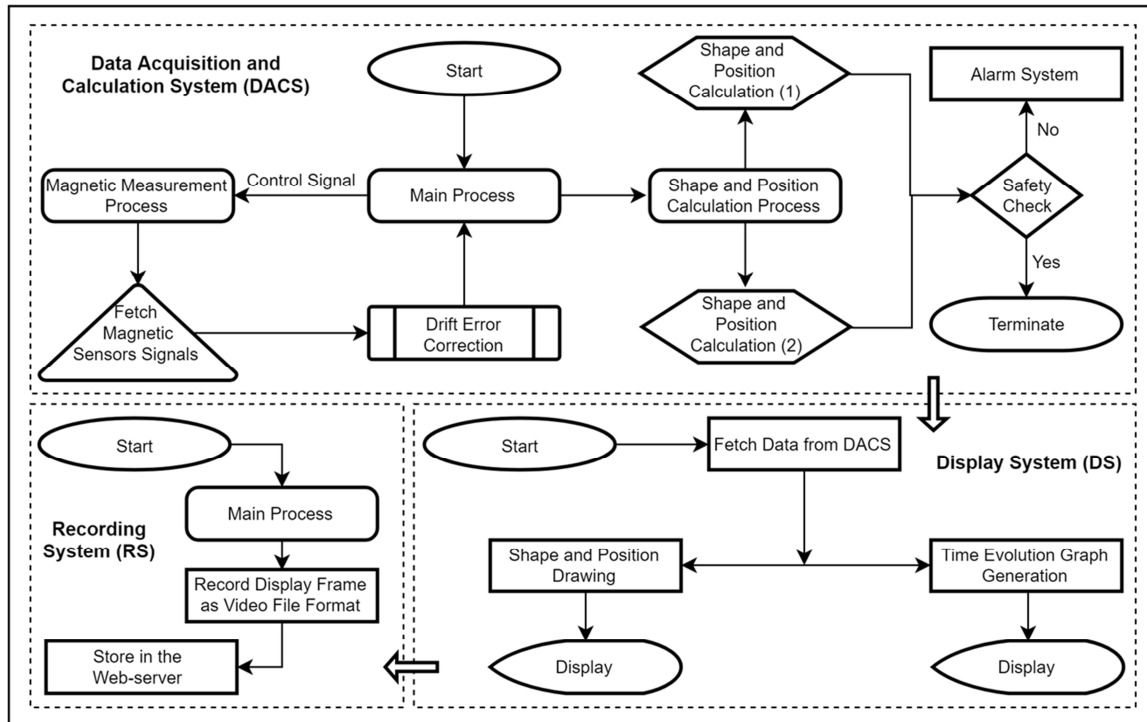 Data Acquisition and
Calculation System (DACS)
Start
Shape and
Position
Calculation (1)
Alarm System
No
Magnetic Measurement
Process
Control Signal
Main Process
Shape and Position
Calculation Process
Safety
Check
Yes
Fetch
Magnetic
Sensors Signals
Drift Error
Correction
Shape and
Position
Calculation (2)
Terminate
Start
Main Process
Recording
System (RS)
Record Display Frame
as Video File Format
Store in the
Web-server
Start
Fetch Data from DACS
Display System (DS)
Shape and Position
Drawing
Time Evolution Graph
Generation
Display
Display